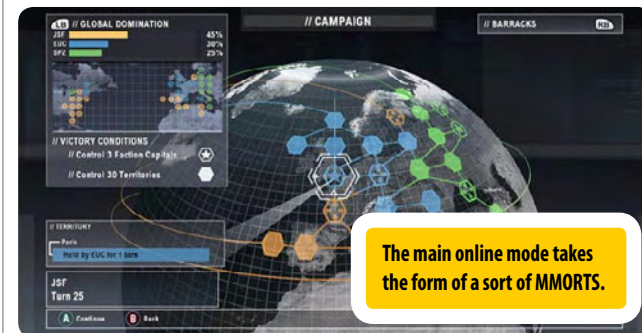 LB // GLOBAL DOMINATION
JSF 45%
EUC 30%
SPZ 25%
// VICTORY CONDITIONS
// Control 3 Faction Capitals
// Control 30 Territories
// CAMPAIGN
// BARRACKS RB
// TERRITORY
Paris
Held by EUC for 1 turn
JSF
Turn 25
A Continue B Back
The main online mode takes
the form of a sort of MMORTS.